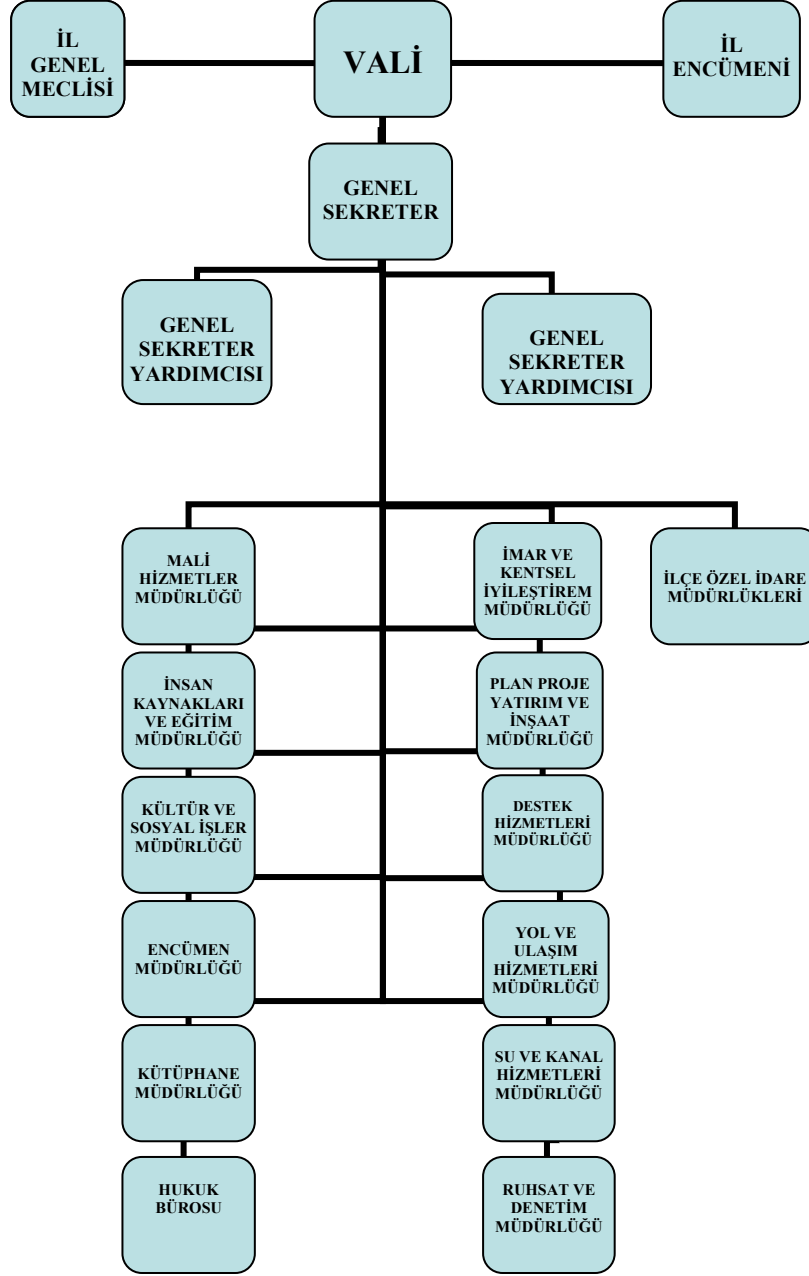 İL
GENEL
MECLİSİ
VALİ
İL
ENCÜMENİ
GENEL
SEKRETER
GENEL
SEKRETER
YARDIMCISI
GENEL
SEKRETER
YARDIMCISI
MALİ
HİZMETLER
MÜDÜRLÜĞÜ
İMAR VE
KENTSEL
İYİLEŞTİREM
MÜDÜRLÜĞÜ
İLÇE ÖZEL İDARE
MÜDÜRLÜKLERİ
İNSAN
KAYNAKLARI
VE EĞİTİM
MÜDÜRLÜĞÜ
PLAN PROJE
YATIRIM VE
İNŞAAT
MÜDÜRLÜĞÜ
KÜLTÜR VE
SOSYAL İŞLER
MÜDÜRLÜĞÜ
DESTEK
HİZMETLERİ
MÜDÜRLÜĞÜ
ENCÜMEN
MÜDÜRLÜĞÜ
YOL VE
ULAŞIM
HİZMETLERİ
MÜDÜRLÜĞÜ
KÜTÜPHANE
MÜDÜRLÜĞÜ
SU VE KANAL
HİZMETLERİ
MÜDÜRLÜĞÜ
HUKUK
BÜROSU
RUHSAT VE
DENETİM
MÜDÜRLÜĞÜ